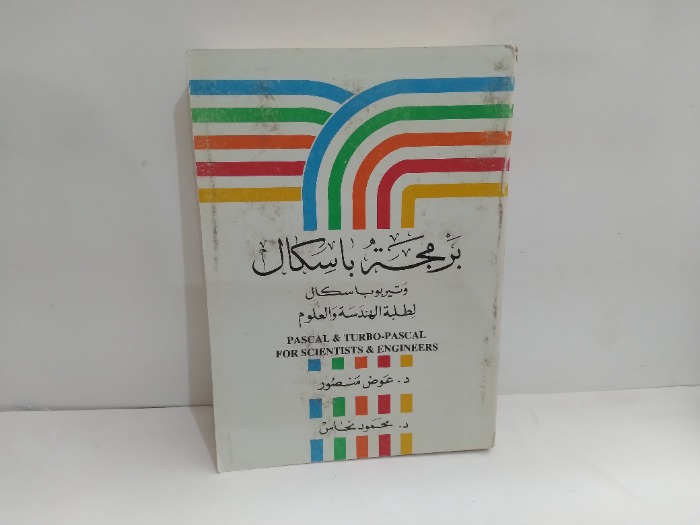 برمجة باسكال
وتيربو باسكال
لطلبة الهندسة والعلوم
PASCAL & TURBO-PASCAL
FOR SCIENTISTS & ENGINEERS
د. عوض منصور
د. محمود نحاس